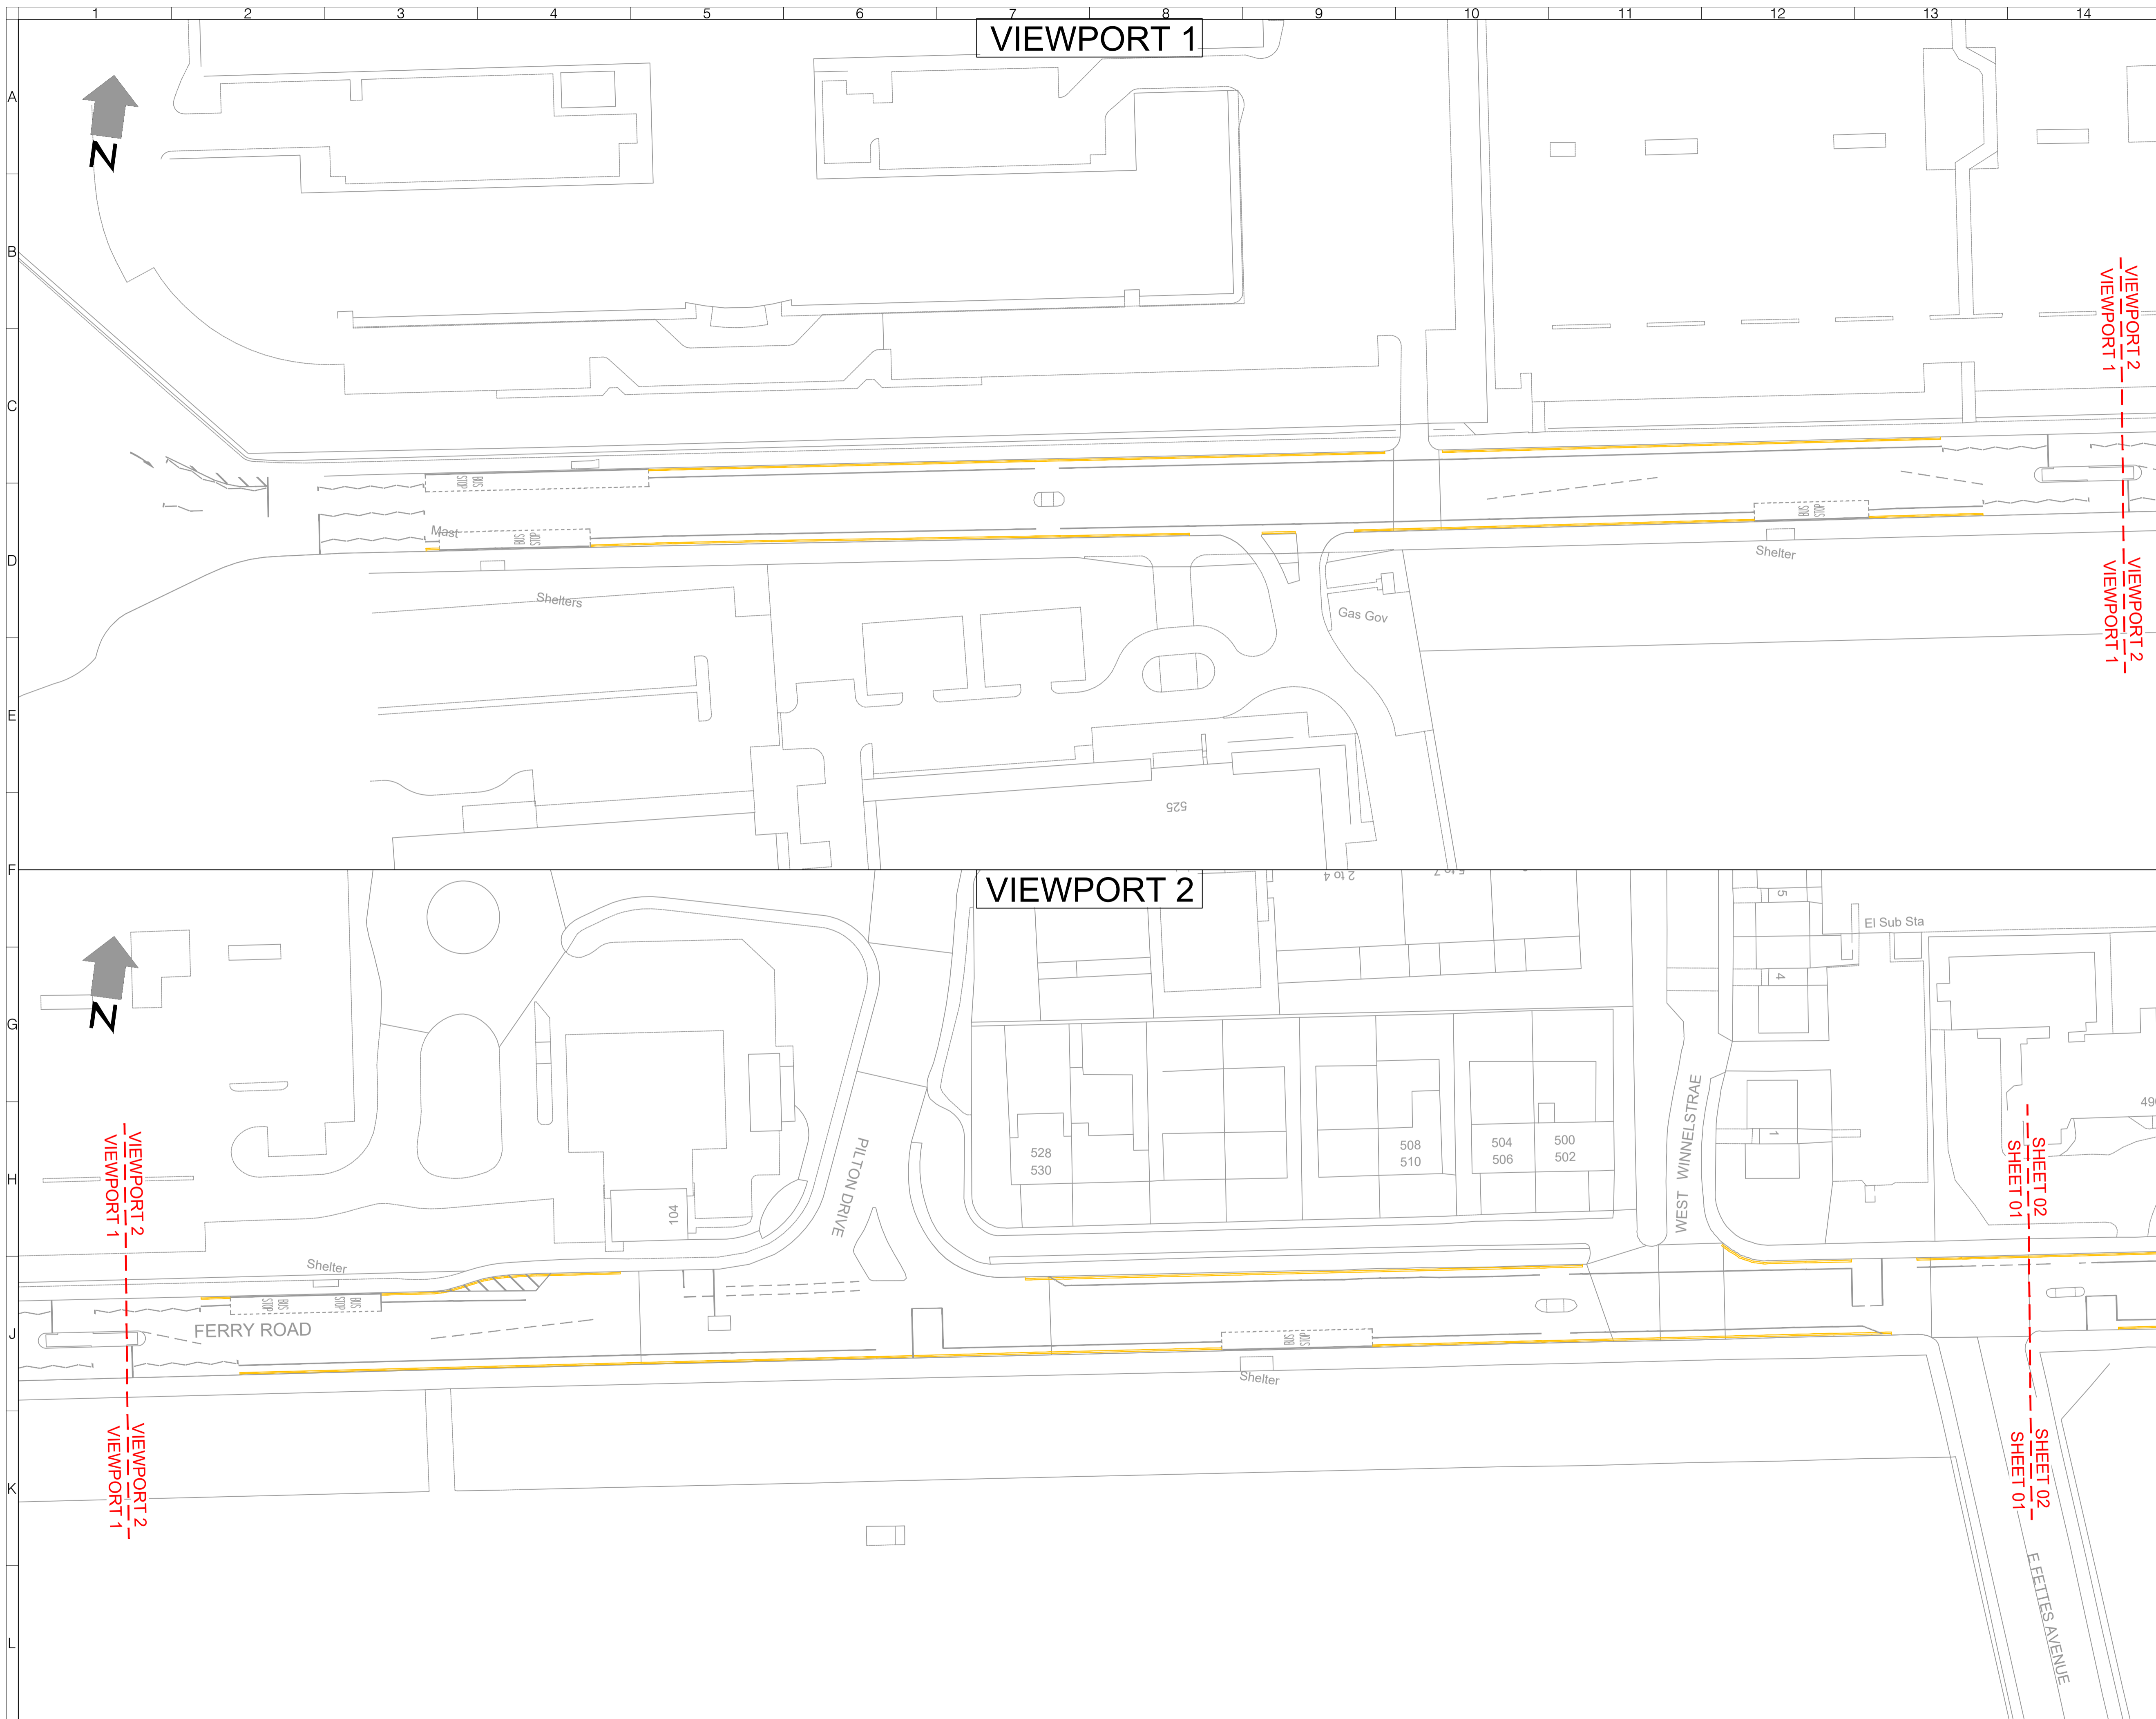 1 2 3 4 5 6 7 8 9 10 11 12 13 14
VIEWPORT 1
A
N
B
VIEWPORT 2
VIEWPORT 1
C
BUS
STOP
Mast
BUS
STOP
BUS
STOP
Shelter
D
Shelters
Gas Gov
VIEWPORT 2
VIEWPORT 1
E
525
F
VIEWPORT 2
2 to 4
5
El Sub Sta
4
N
G
VIEWPORT 2
VIEWPORT 1
H
104
PILTON DRIVE
528
530
508
510
504
506
500
502
WEST WINNELSTRAE
1
SHEET 02
SHEET 01
Shelter
BUS
STOP
BUS
STOP
J
FERRY ROAD
BUS
STOP
Shelter
VIEWPORT 2
VIEWPORT 1
SHEET 02
SHEET 01
K
L
E FETTES AVENUE